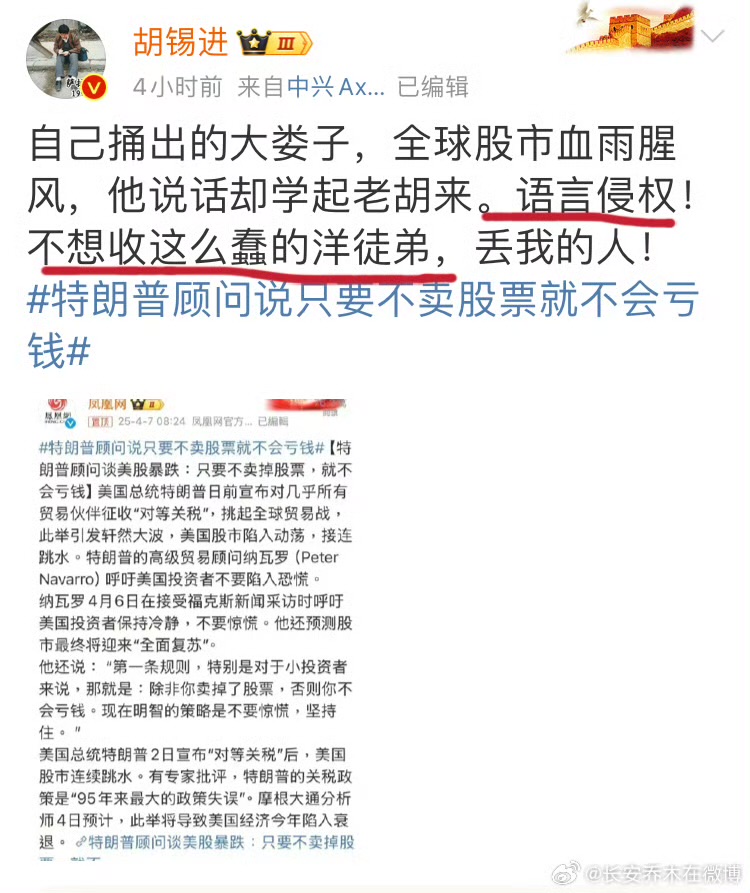 胡锡进 III
4小时前 来自中兴Ax... 已编辑
自己捅出的大娄子，全球股市血雨腥
风，他说话却学起老胡来。语言侵权！
不想收这么蠢的洋徒弟，丢我的人！
#特朗普顾问说只要不卖股票就不会亏
钱#
凤凰网 II
置顶 25-4-7 08:24 凤凰网官方... 已编辑
#特朗普顾问说只要不卖股票就不会亏钱#【特
朗普顾问谈美股暴跌：只要不卖掉股票，就不
会亏钱】美国总统特朗普日前宣布对几乎所有
贸易伙伴征收“对等关税”，挑起全球贸易战，
此举引发轩然大波，美国股市陷入动荡，接连
跳水。特朗普的高级贸易顾问纳瓦罗（Peter
Navarro）呼吁美国投资者不要陷入恐慌。
纳瓦罗4月6日在接受福克斯新闻采访时呼吁
美国投资者保持冷静，不要惊慌。他还预测股
市最终将迎来“全面复苏”。
他还说：“第一条规则，特别是对于小投资者
来说，那就是：除非你卖掉了股票，否则你不
会亏钱。现在明智的策略是不要惊慌，坚持
住。”
美国总统特朗普2日宣布“对等关税”后，美国
股市连续跳水。有专家批评，特朗普的关税政
策是“95年来最大的政策失误”。摩根大通分析
师4日预计，此举将导致美国经济今年陷入衰
退。特朗普顾问谈美股暴跌：只要不卖掉股
@长安乔木在微博